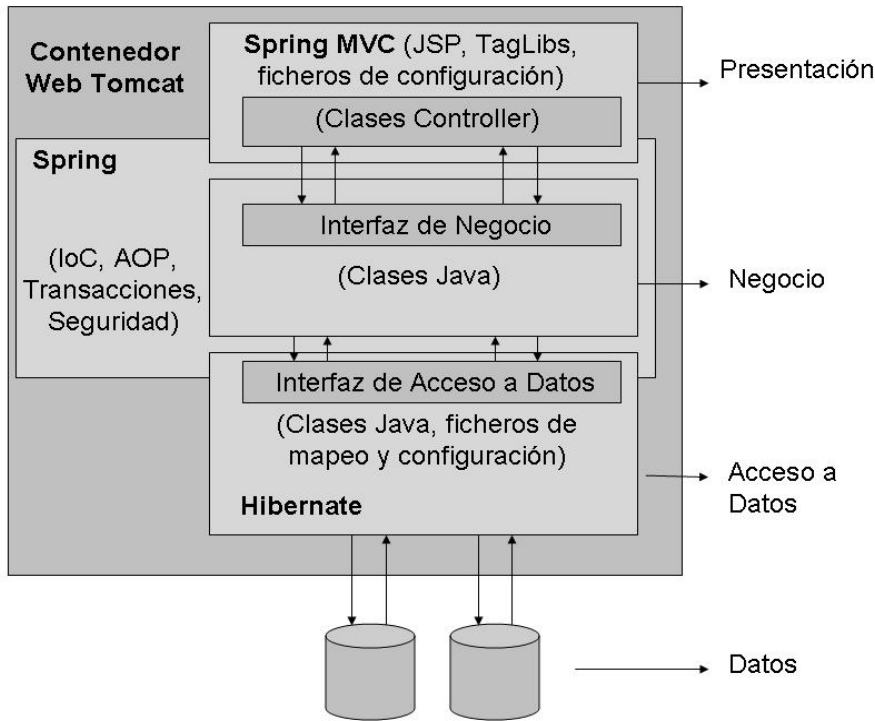 Contenedor
Web Tomcat
Spring MVC (JSP, TagLibs,
ficheros de configuración)
Presentación
(Clases Controller)
Spring
Interfaz de Negocio
(IoC, AOP,
Transacciones,
Seguridad)
(Clases Java)
Negocio
Interfaz de Acceso a Datos
(Clases Java, ficheros de
mapeo y configuración)
Hibernate
Acceso a
Datos
Datos